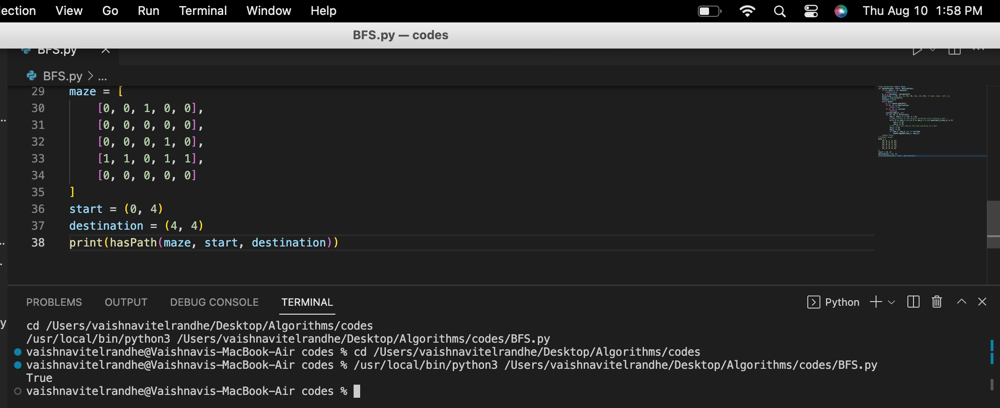 lection View Go Run Terminal Window Help Thu Aug 10 1:58 PM
BFS.py — codes
BFS.py
BFS.py > ...
29 maze = [
30 [0, 0, 1, 0, 0],
31 [0, 0, 0, 0, 0],
32 [0, 0, 0, 1, 0],
33 [1, 1, 0, 1, 1],
34 [0, 0, 0, 0, 0]
35 ]
36 start = (0, 4)
37 destination = (4, 4)
38 print(hasPath(maze, start, destination))
PROBLEMS OUTPUT DEBUG CONSOLE TERMINAL Python
y
cd /Users/vaishnavitelrandhe/Desktop/Algorithms/codes
/usr/local/bin/python3 /Users/vaishnavitelrandhe/Desktop/Algorithms/codes/BFS.py
vaishnavitelrandhe@Vaishnavis-MacBook-Air codes % cd /Users/vaishnavitelrandhe/Desktop/Algorithms/codes
vaishnavitelrandhe@Vaishnavis-MacBook-Air codes % /usr/local/bin/python3 /Users/vaishnavitelrandhe/Desktop/Algorithms/codes/BFS.py
True
vaishnavitelrandhe@Vaishnavis-MacBook-Air codes %